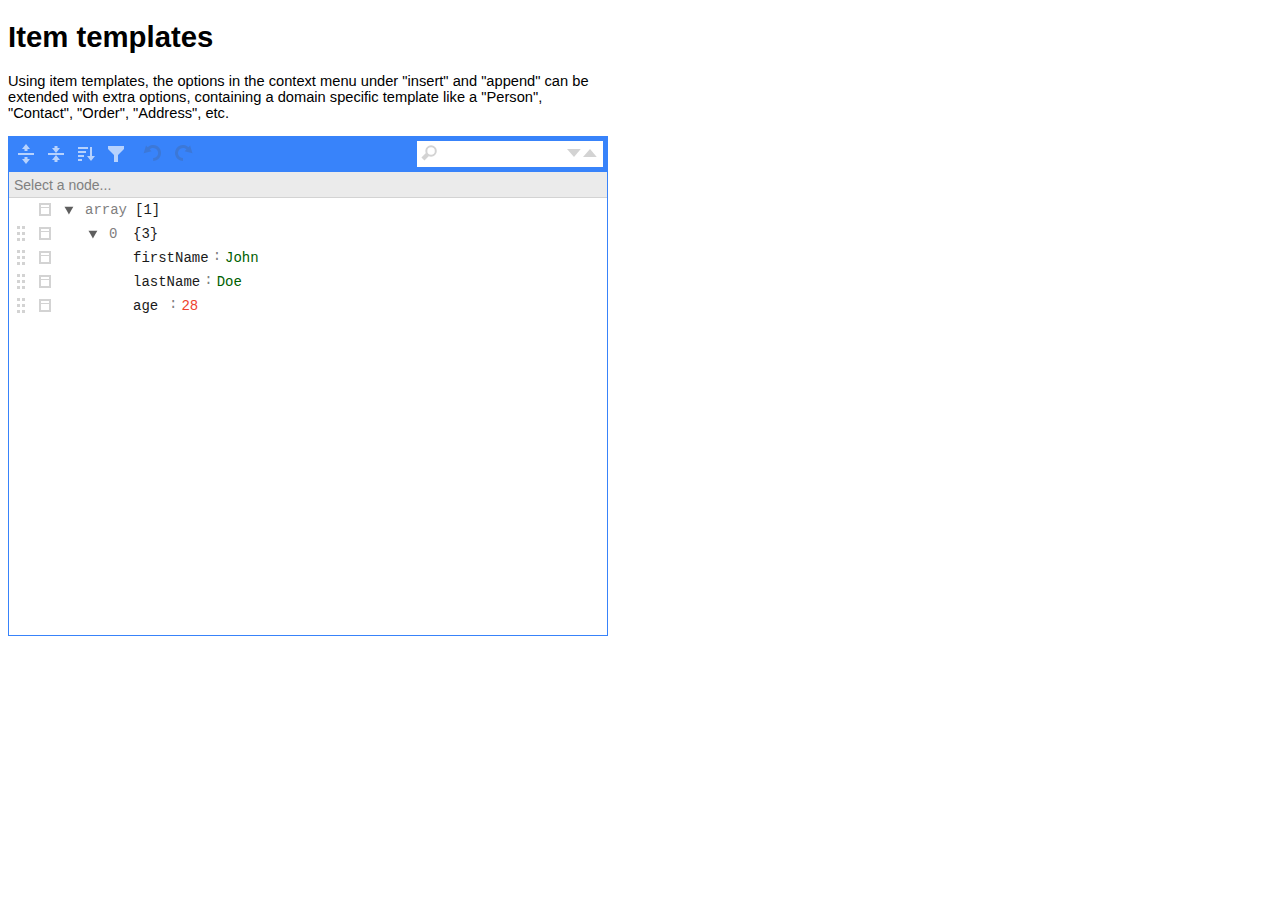 Item templates
Using item templates, the options in the context menu under "insert" and "append" can be
extended with extra options, containing a domain specific template like a "Person",
"Contact", "Order", "Address", etc.
Select a node...
array [1]
0 {3}
firstName : John
lastName : Doe
age : 28